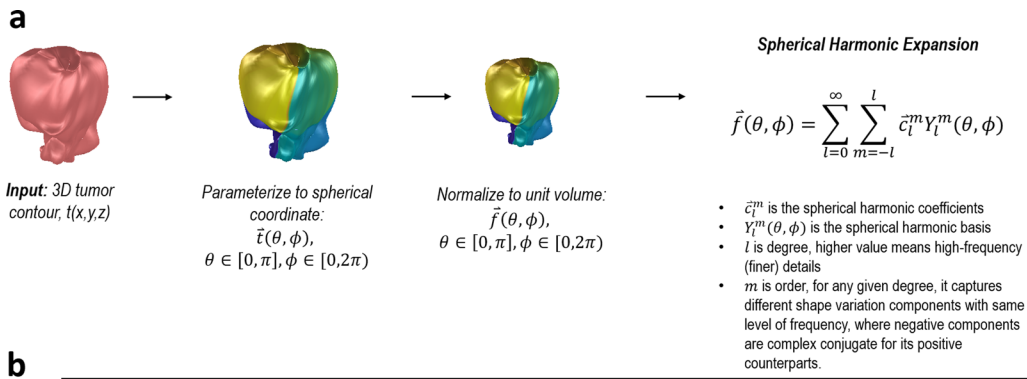 a
Spherical Harmonic Expansion
Input: 3D tumor
contour, t(x,y,z)
Parameterize to spherical
coordinate:
t⃗(θ,ϕ),
θ ∈ [0,π],ϕ ∈ [0,2π)
Normalize to unit volume:
f⃗(θ,ϕ),
θ ∈ [0,π],ϕ ∈ [0,2π)
f⃗(θ,ϕ) = ∑_{l=0}^{∞} ∑_{m=−l}^{l} c⃗_l^m Y_l^m(θ,ϕ)
• c⃗_l^m is the spherical harmonic coefficients
• Y_l^m(θ,ϕ) is the spherical harmonic basis
• l is degree, higher value means high-frequency
(finer) details
• m is order, for any given degree, it captures
different shape variation components with same
level of frequency, where negative components
are complex conjugate for its positive
counterparts.
b